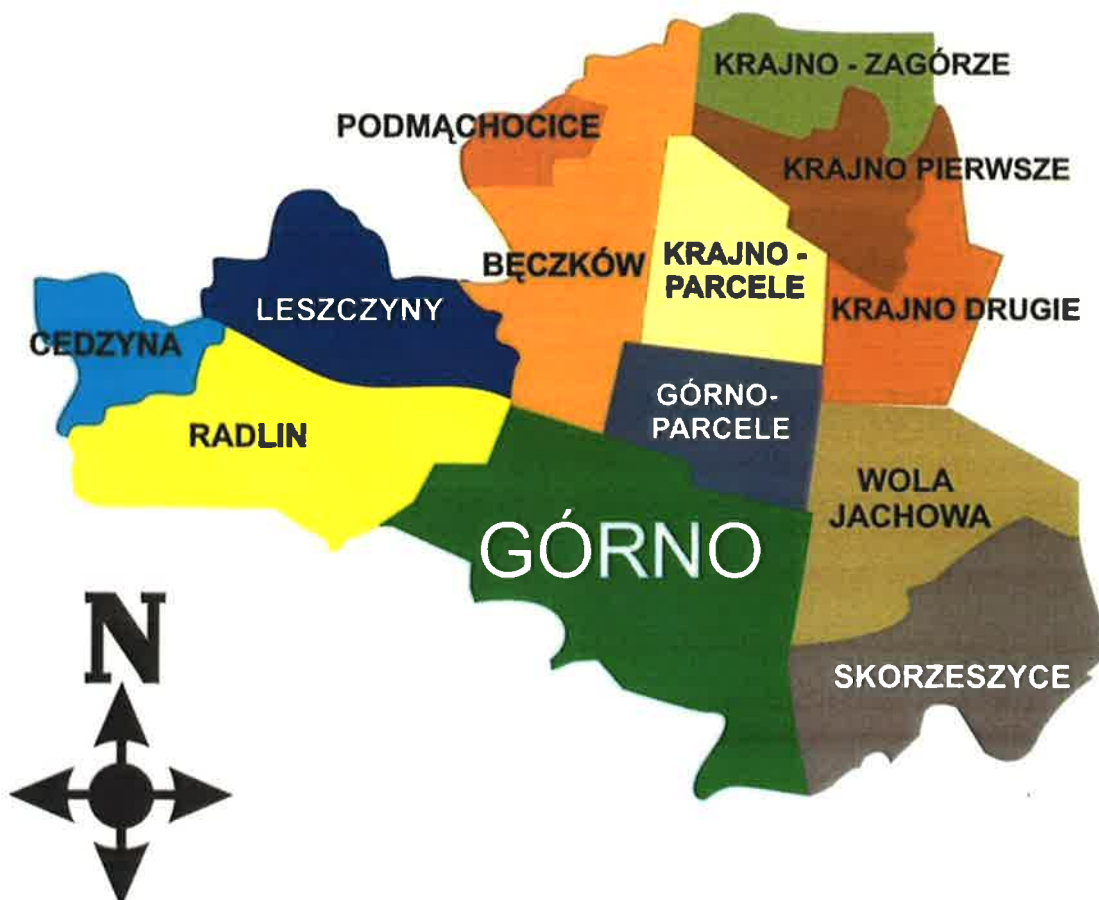 KRAJNO - ZAGÓRZE
PODMĄCHOCICE
KRAJNO PIERWSZE
BĘCZKÓW
KRAJNO -
PARCELE
LESZCZYNY
KRAJNO DRUGIE
CEDZYNA
GÓRNO-
PARCELE
RADLIN
WOLA
JACHOWA
GÓRNO
SKORZESZYCE
N